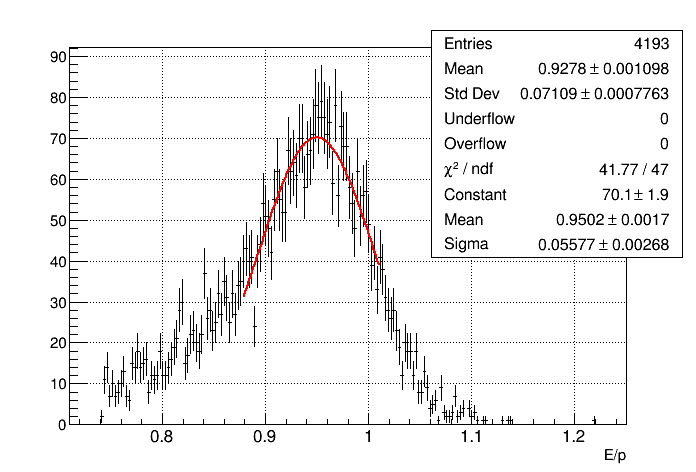 Entries 4193
Mean 0.9278 ± 0.001098
Std Dev 0.07109 ± 0.0007763
Underflow 0
Overflow 0
χ² / ndf 41.77 / 47
Constant 70.1 ± 1.9
Mean 0.9502 ± 0.0017
Sigma 0.05577 ± 0.00268
90
80
70
60
50
40
30
20
10
0
0.8 0.9 1 1.1 1.2
E/p